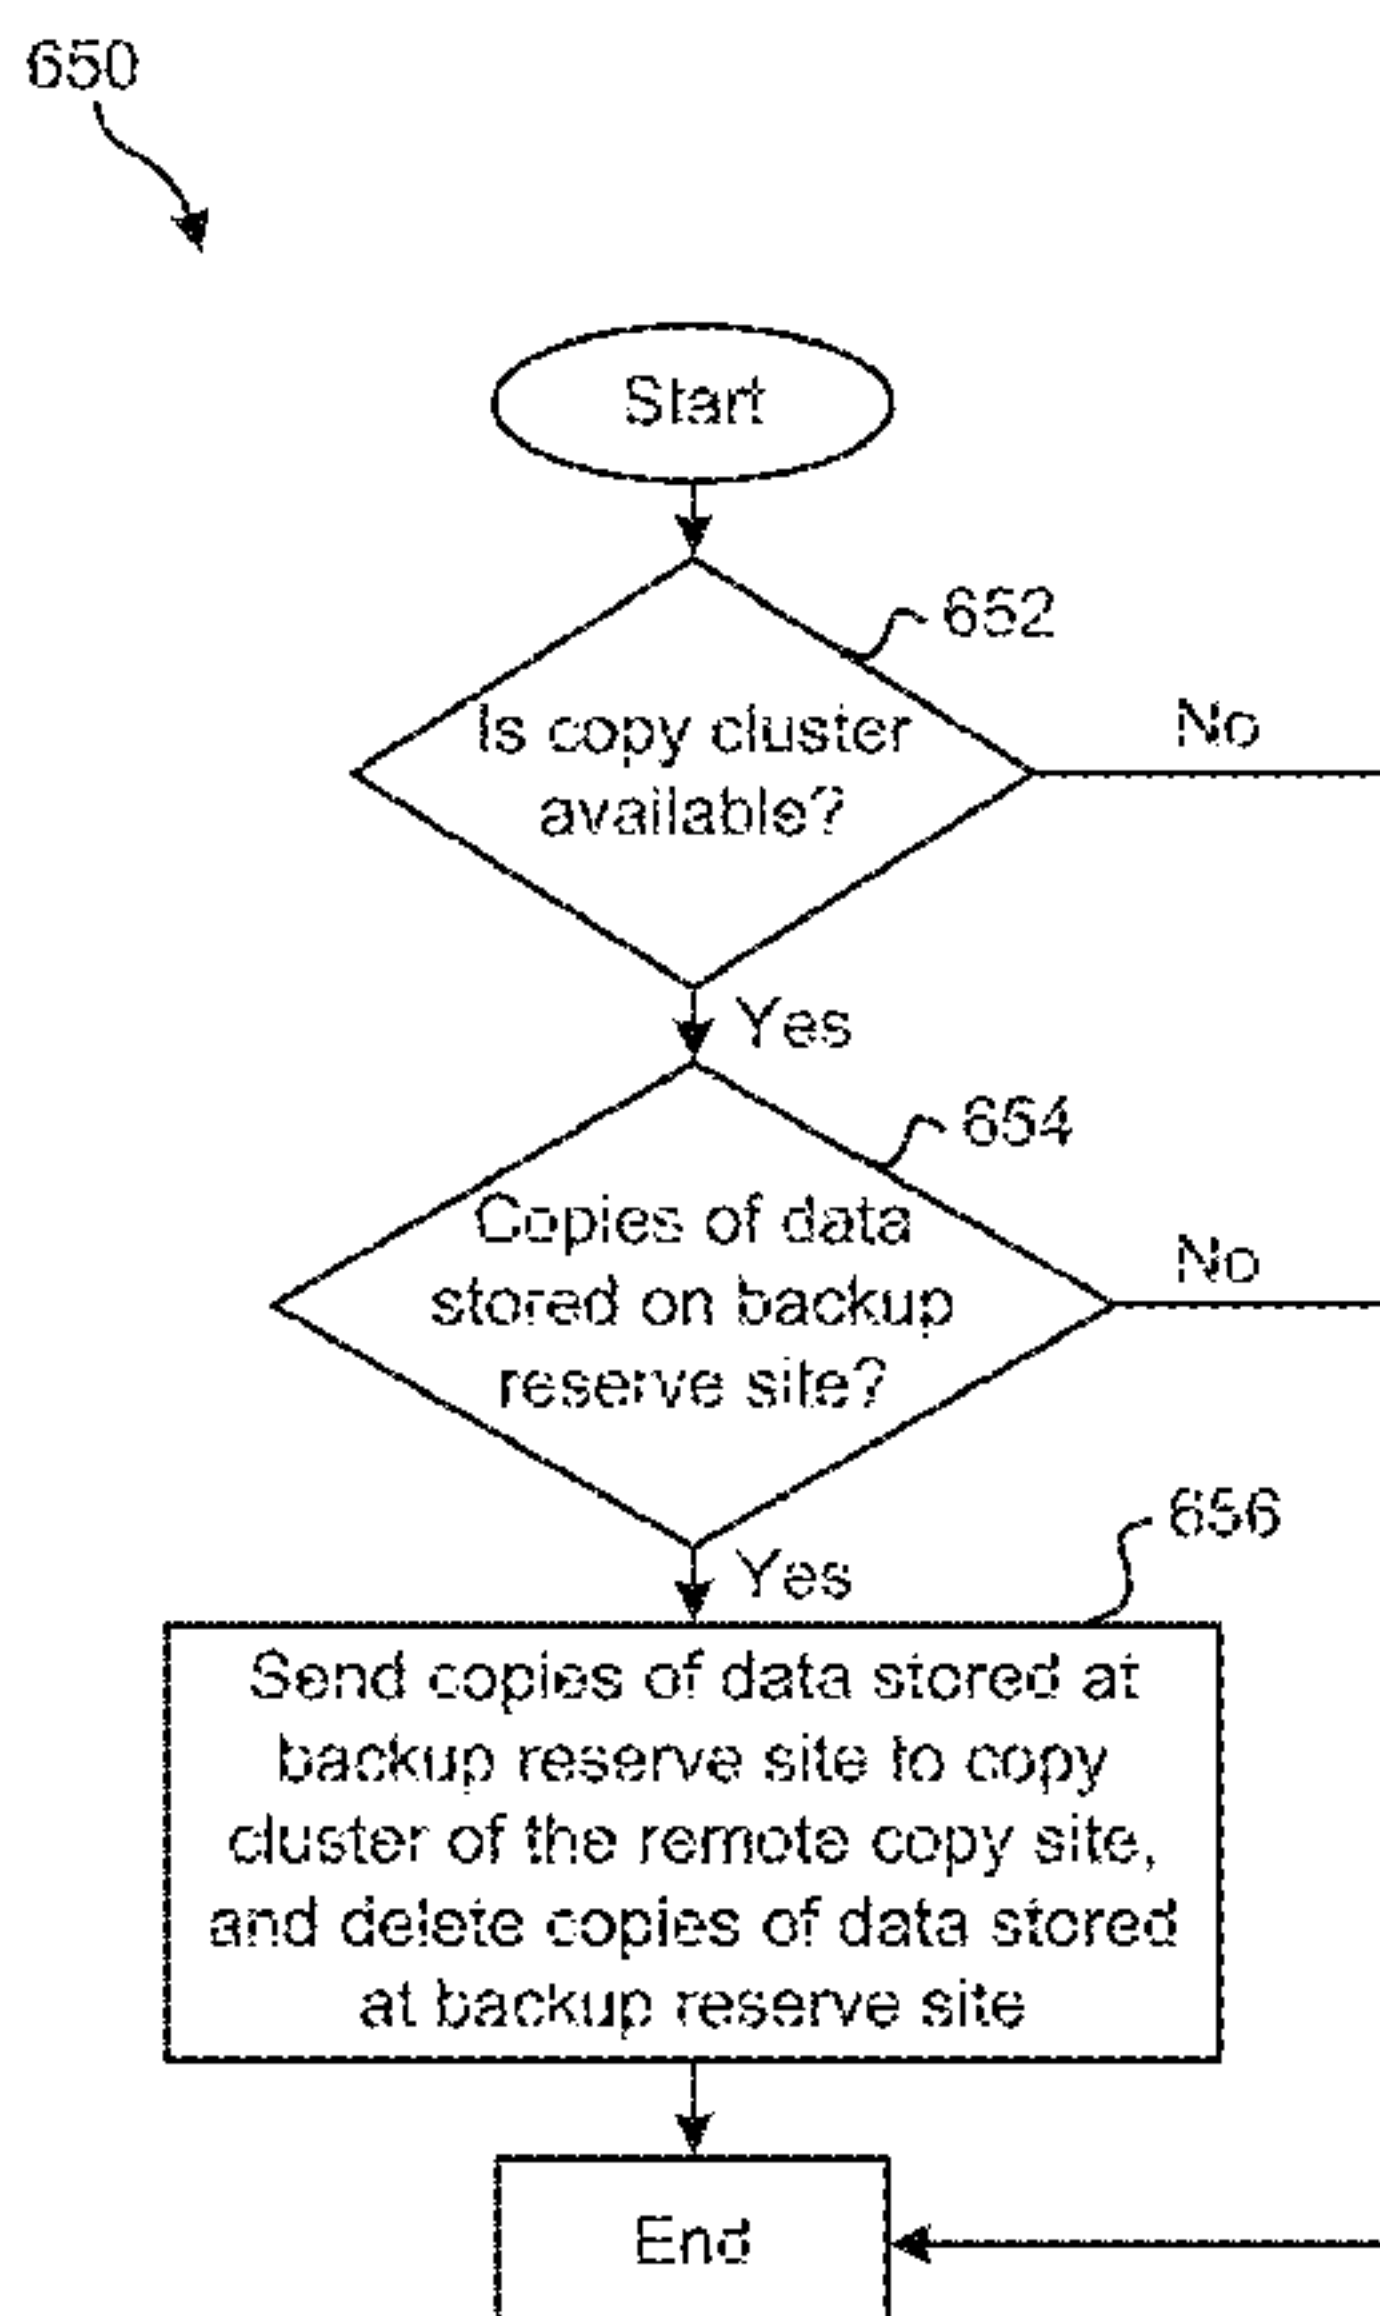 650
Start
652
Is copy cluster
available?
No
Yes
654
Copies of data
stored on backup
reserve site?
No
Yes
656
Send copies of data stored at
backup reserve site to copy
cluster of the remote copy site,
and delete copies of data stored
at backup reserve site
End